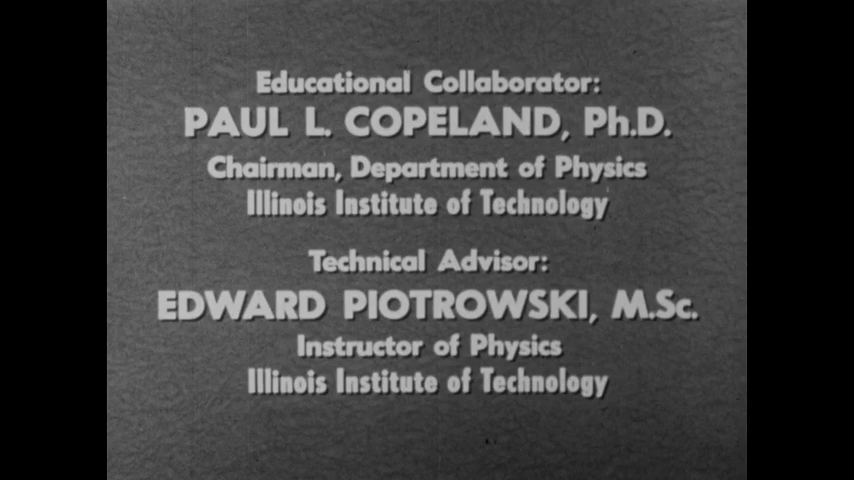 Educational Collaborator:
PAUL L. COPELAND, Ph.D.
Chairman, Department of Physics
Illinois Institute of Technology
Technical Advisor:
EDWARD PIOTROWSKI, M.Sc.
Instructor of Physics
Illinois Institute of Technology